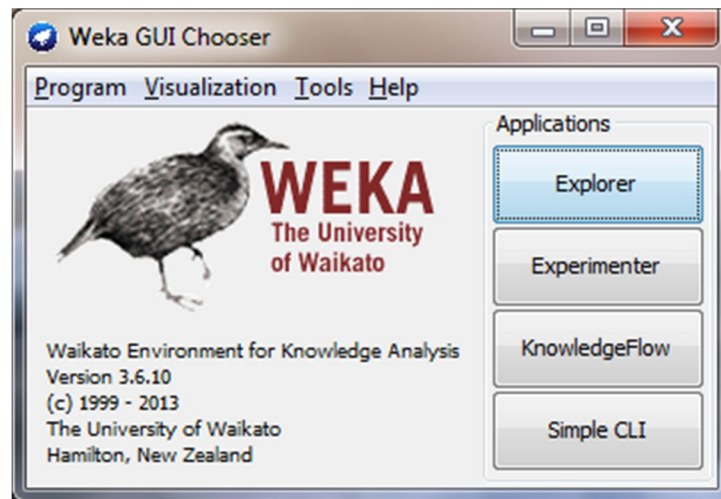 Weka GUI Chooser
Program Visualization Tools Help
WEKA
The University
of Waikato
Waikato Environment for Knowledge Analysis
Version 3.6.10
(c) 1999 - 2013
The University of Waikato
Hamilton, New Zealand
Applications
Explorer
Experimenter
KnowledgeFlow
Simple CLI